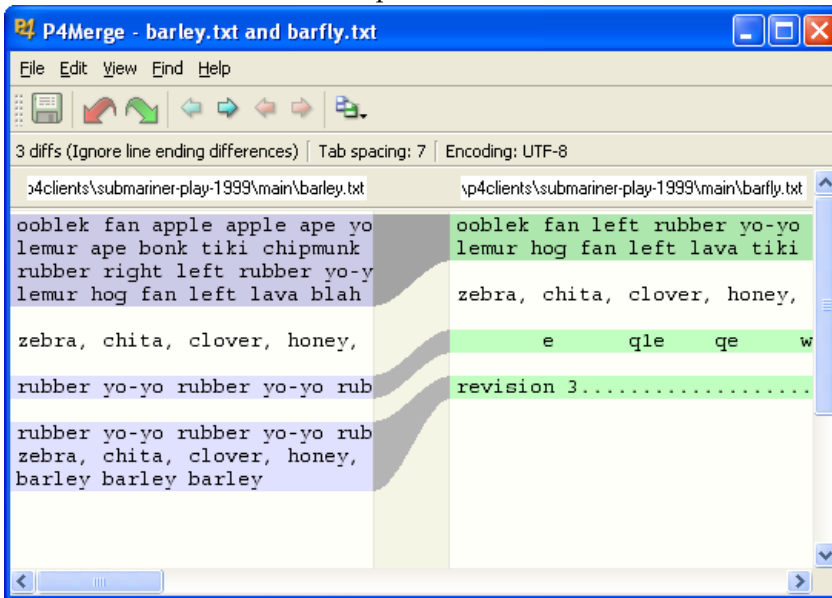 P4Merge - barley.txt and barfly.txt
File Edit View Find Help
3 diffs (Ignore line ending differences) Tab spacing: 7 Encoding: UTF-8
p4clients\submariner-play-1999\main\barley.txt
\p4clients\submariner-play-1999\main\barfly.txt
ooblek fan apple apple ape yo
lemur ape bonk tiki chipmunk
rubber right left rubber yo-y
lemur hog fan left lava blah
zebra, chita, clover, honey,
rubber yo-yo rubber yo-yo rub
rubber yo-yo rubber yo-yo rub
zebra, chita, clover, honey,
barley barley barley
ooblek fan left rubber yo-yo
lemur hog fan left lava tiki
zebra, chita, clover, honey,
e qle qe w
revision 3....................